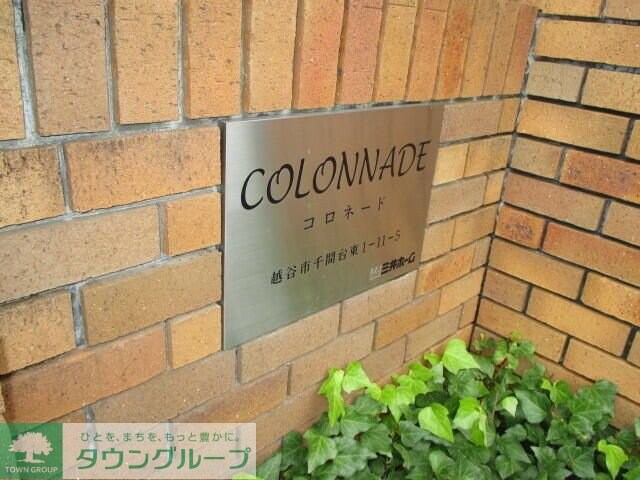 COLONNADE
コロネード
越谷市千間台東1-11-5
三井ホーム
ひとを、まちを、もっと豊かに。
TOWN GROUP
タウングループ